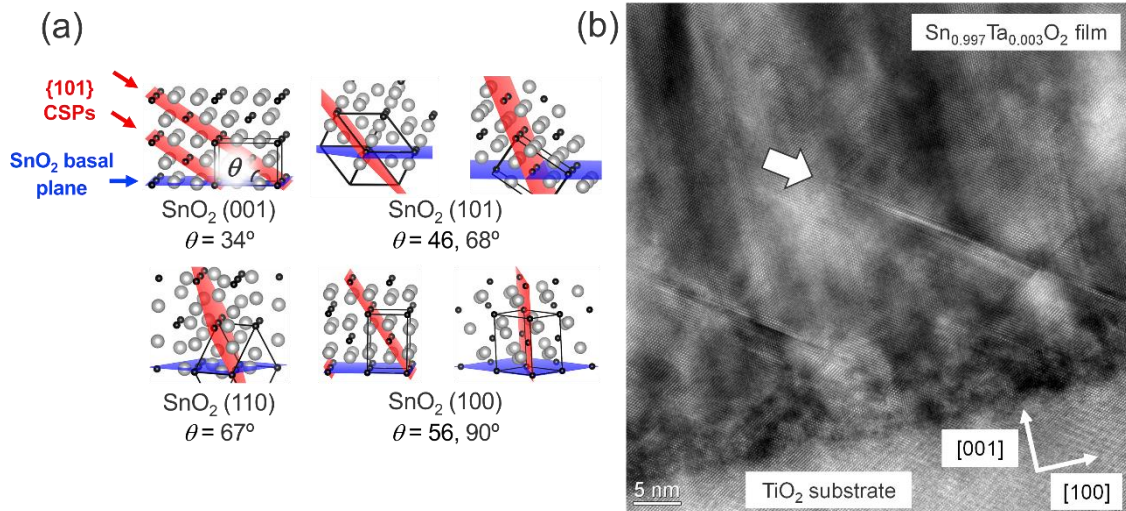 (a)
{101}
CSPs
SnO₂ basal
plane
θ
SnO₂ (001)
θ = 34º
SnO₂ (101)
θ = 46, 68º
SnO₂ (110)
θ = 67º
SnO₂ (100)
θ = 56, 90º
(b)
Sn₀.₉₉₇Ta₀.₀₀₃O₂ film
[001]
[100]
5 nm
TiO₂ substrate